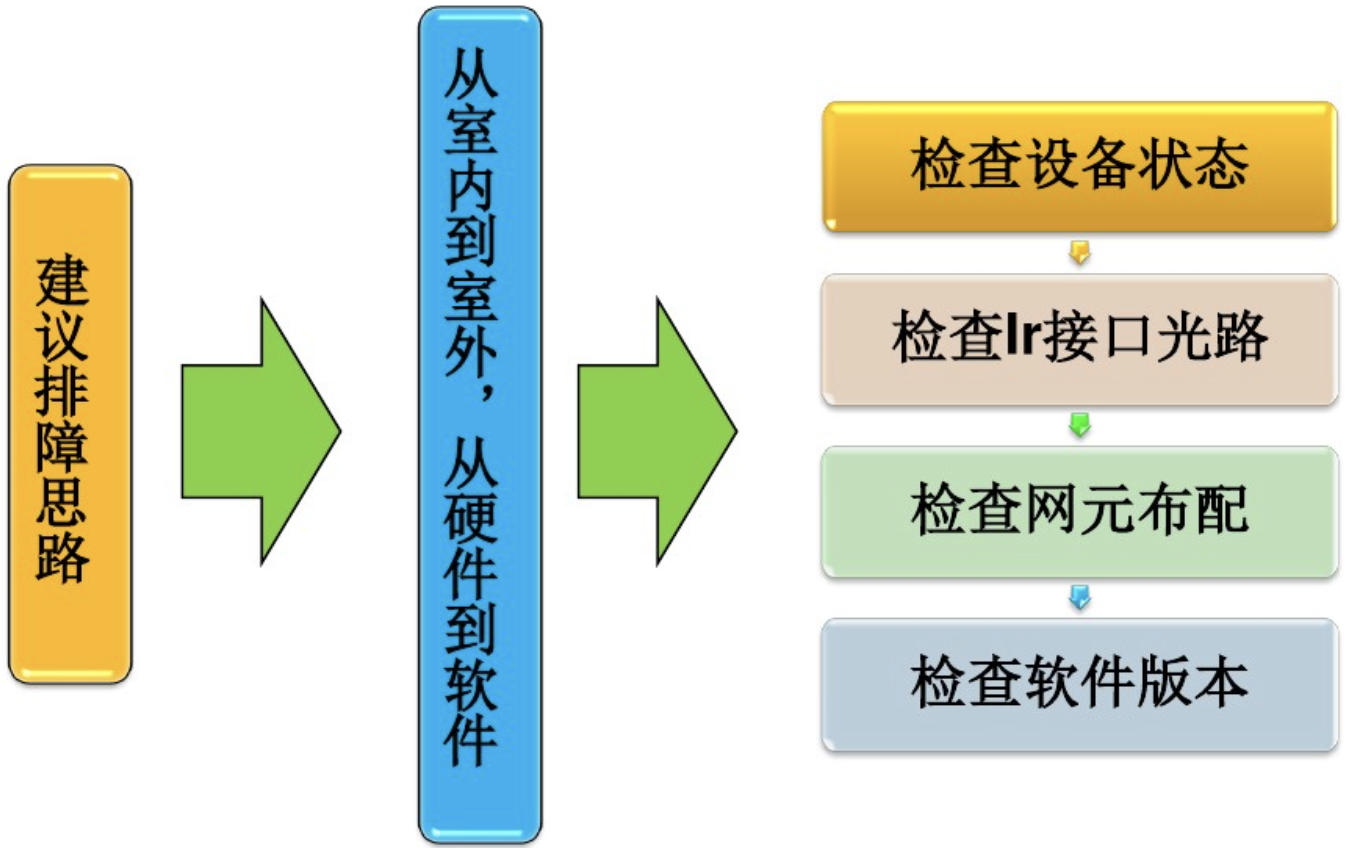 建议排障思路
从室内到室外，从硬件到软件
检查设备状态
检查Ir接口光路
检查网元布配
检查软件版本